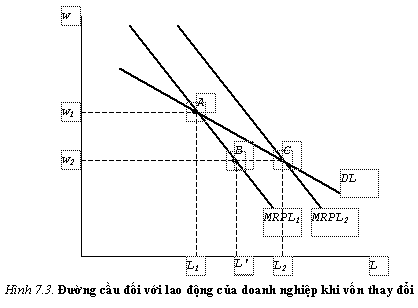 w
w₁
A
w₂
B
C
DL
MRPL₁
MRPL₂
L₁
L'
L₂
L
Hình 7.3. Đường cầu đối với lao động của doanh nghiệp khi vốn thay đổi